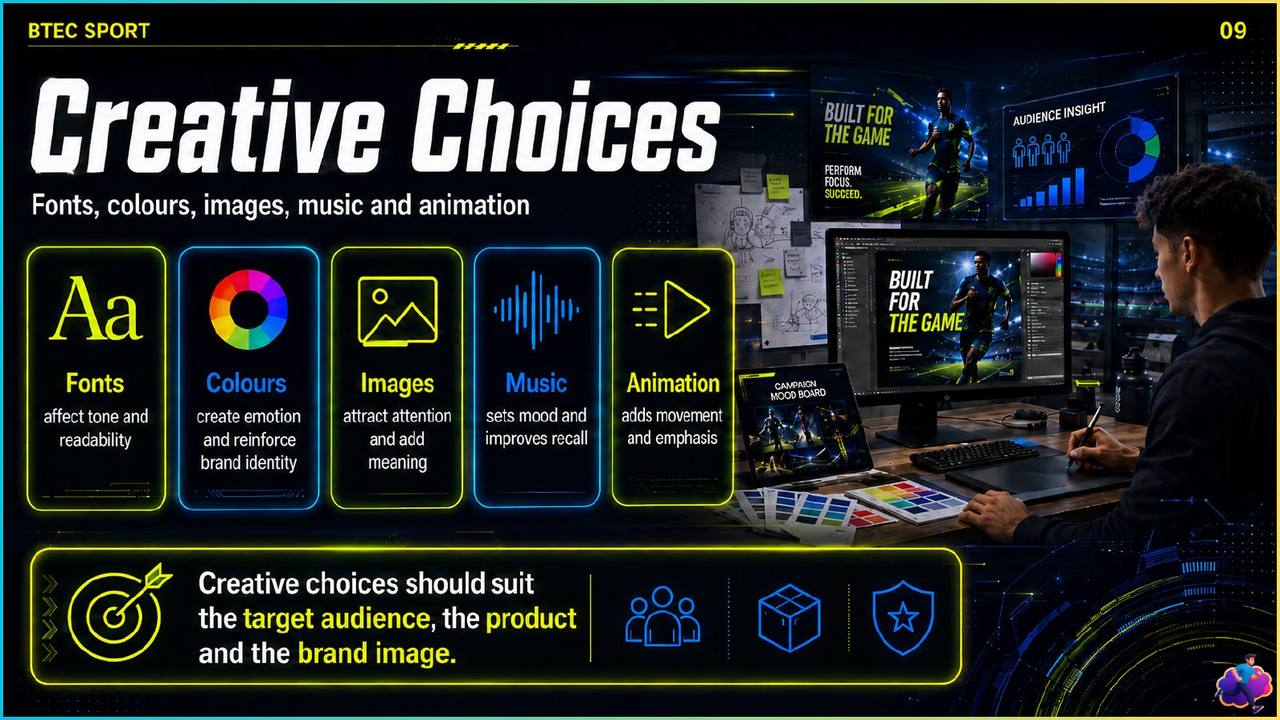 BTEC SPORT
09
Creative Choices
Fonts, colours, images, music and animation
Aa
Fonts
affect tone and
readability
Colours
create emotion
and reinforce
brand identity
Images
attract attention
and add
meaning
Music
sets mood and
improves recall
Animation
adds movement
and emphasis
BUILT FOR
THE GAME
PERFORM
FOCUS.
SUCCEED.
AUDIENCE INSIGHT
BUILT
FOR
THE GAME
CAMPAIGN
MOOD BOARD
Creative choices should suit
the target audience, the product
and the brand image.